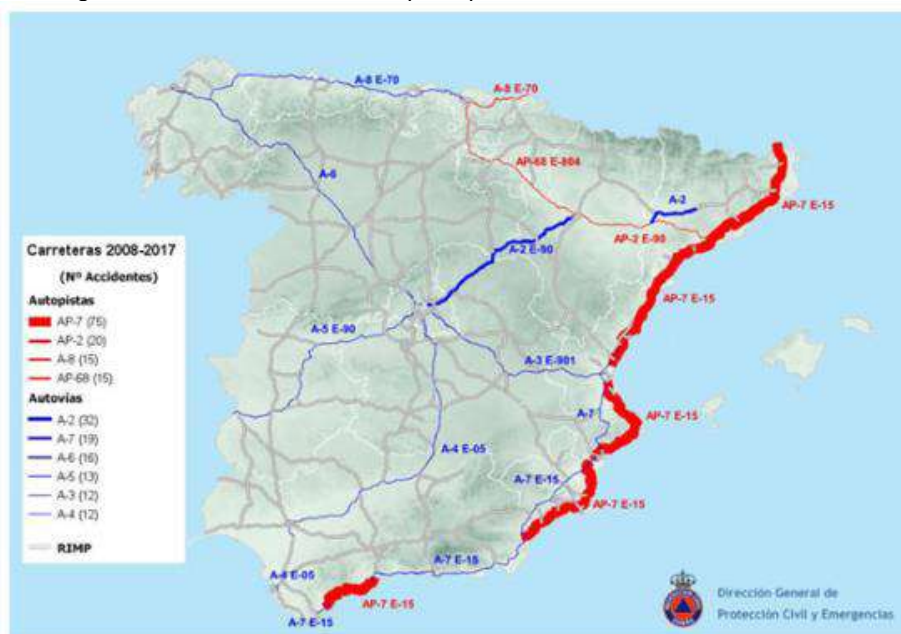 A-8 E-70
A-8 E-70
A-6
AP-68 E-804
A-2
AP-7 E-15
A-2 E-90
AP-2 E-90
AP-7 E-15
A-5 E-90
A-3 E-901
A-7
AP-7 E-15
A-4 E-05
A-7 E-15
AP-7 E-15
A-7 E-15
A-4 E-05
AP-7 E-15
A-7 E-15
Carreteras 2008-2017
(Nº Accidentes)
Autopistas
AP-7 (75)
AP-2 (20)
A-8 (15)
AP-68 (15)
Autovías
A-2 (32)
A-7 (19)
A-6 (16)
A-5 (13)
A-3 (12)
A-4 (12)
RIMP
Dirección General de
Protección Civil y Emergencias